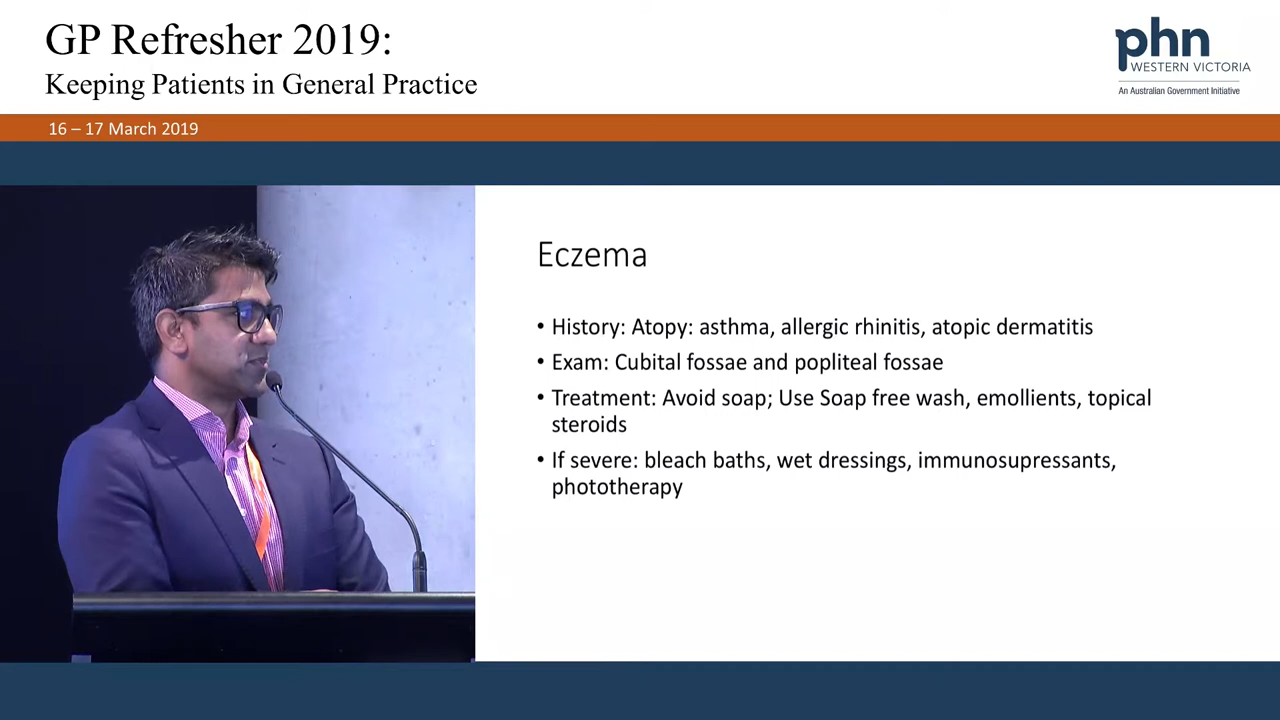 GP Refresher 2019:
Keeping Patients in General Practice
phn
WESTERN VICTORIA
An Australian Government Initiative
16 – 17 March 2019
Eczema
• History: Atopy: asthma, allergic rhinitis, atopic dermatitis
• Exam: Cubital fossae and popliteal fossae
• Treatment: Avoid soap; Use Soap free wash, emollients, topical
steroids
• If severe: bleach baths, wet dressings, immunosupressants,
phototherapy